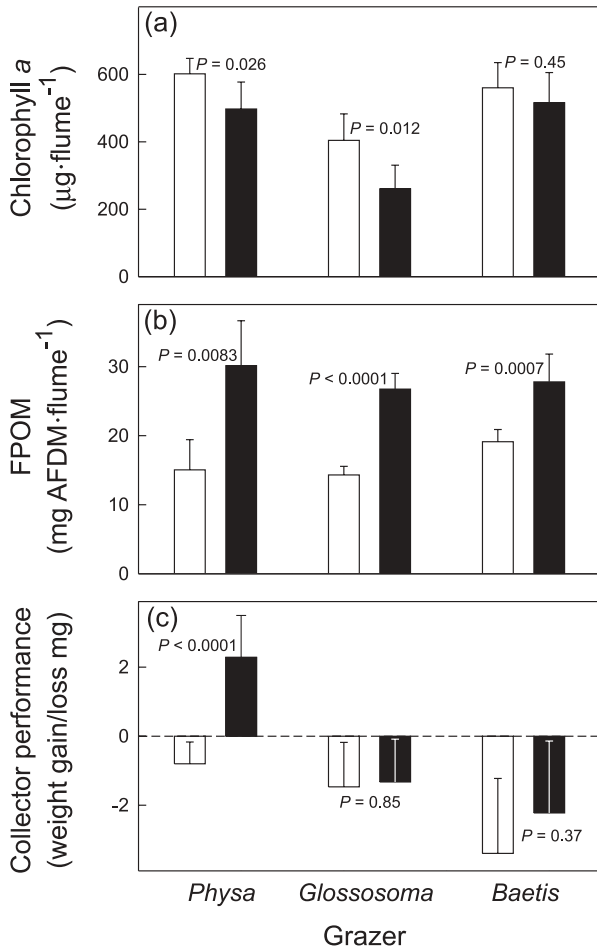 (a)
Chlorophyll a
(µg·flume⁻¹)
600
400
200
0
P = 0.026
P = 0.012
P = 0.45
(b)
FPOM
(mg AFDM·flume⁻¹)
30
20
10
0
P = 0.0083
P < 0.0001
P = 0.0007
(c)
Collector performance
(weight gain/loss mg)
2
0
-2
P < 0.0001
P = 0.85
P = 0.37
Physa Glossosoma Baetis
Grazer